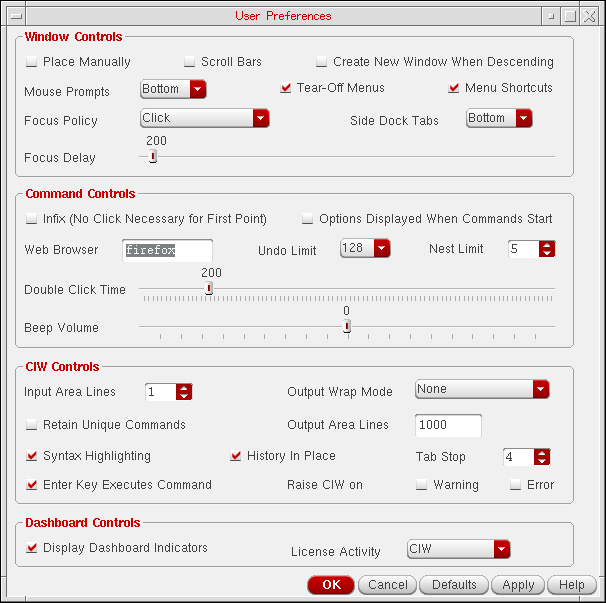 User Preferences
Window Controls
Place Manually Scroll Bars Create New Window When Descending
Mouse Prompts Bottom Tear-Off Menus Menu Shortcuts
Focus Policy Click Side Dock Tabs Bottom
200
Focus Delay
Command Controls
Infix (No Click Necessary for First Point) Options Displayed When Commands Start
Web Browser firefox Undo Limit 128 Nest Limit 5
200
Double Click Time
0
Beep Volume
CIW Controls
Input Area Lines 1 Output Wrap Mode None
Retain Unique Commands Output Area Lines 1000
Syntax Highlighting History In Place Tab Stop 4
Enter Key Executes Command Raise CIW on Warning Error
Dashboard Controls
Display Dashboard Indicators License Activity CIW
OK Cancel Defaults Apply Help